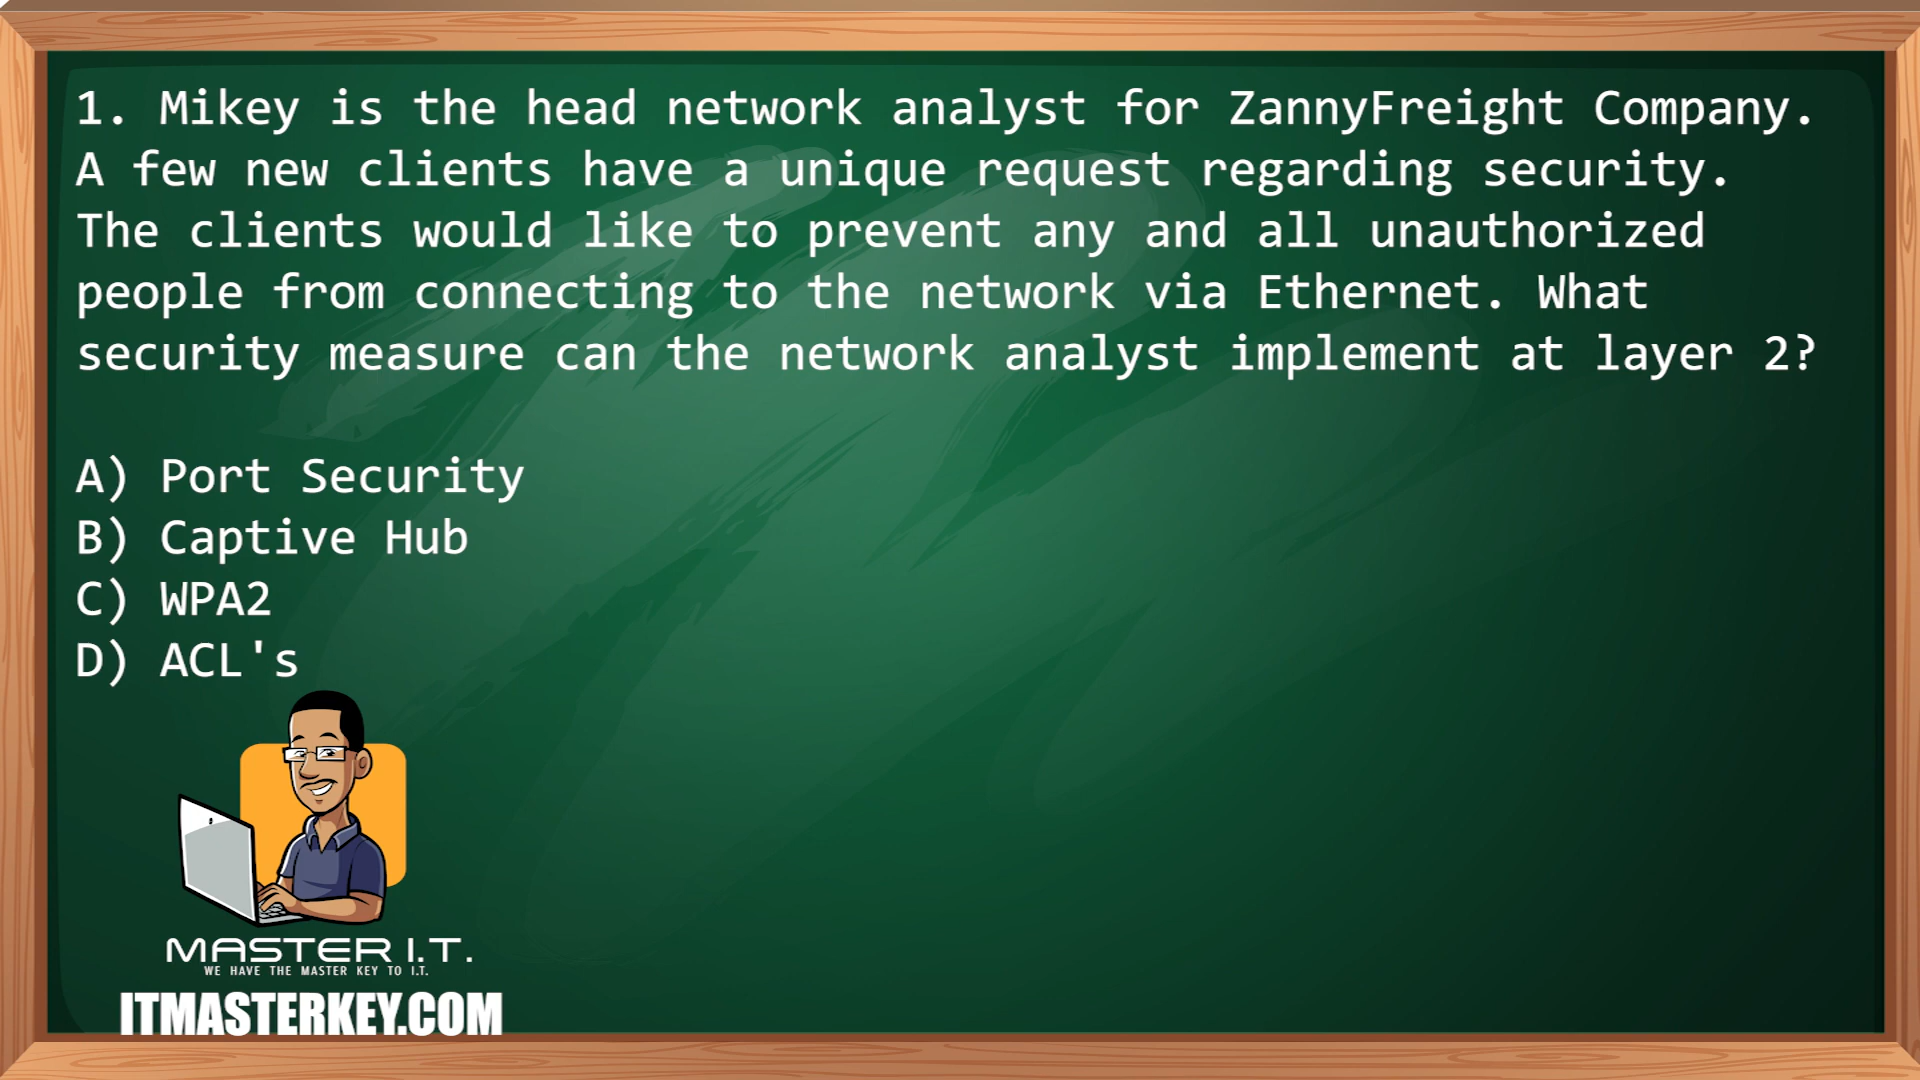 1. Mikey is the head network analyst for ZannyFreight Company.
A few new clients have a unique request regarding security.
The clients would like to prevent any and all unauthorized
people from connecting to the network via Ethernet. What
security measure can the network analyst implement at layer 2?
A) Port Security
B) Captive Hub
C) WPA2
D) ACL's
MASTER I.T.
WE HAVE THE MASTER KEY TO I.T.
ITMASTERKEY.COM